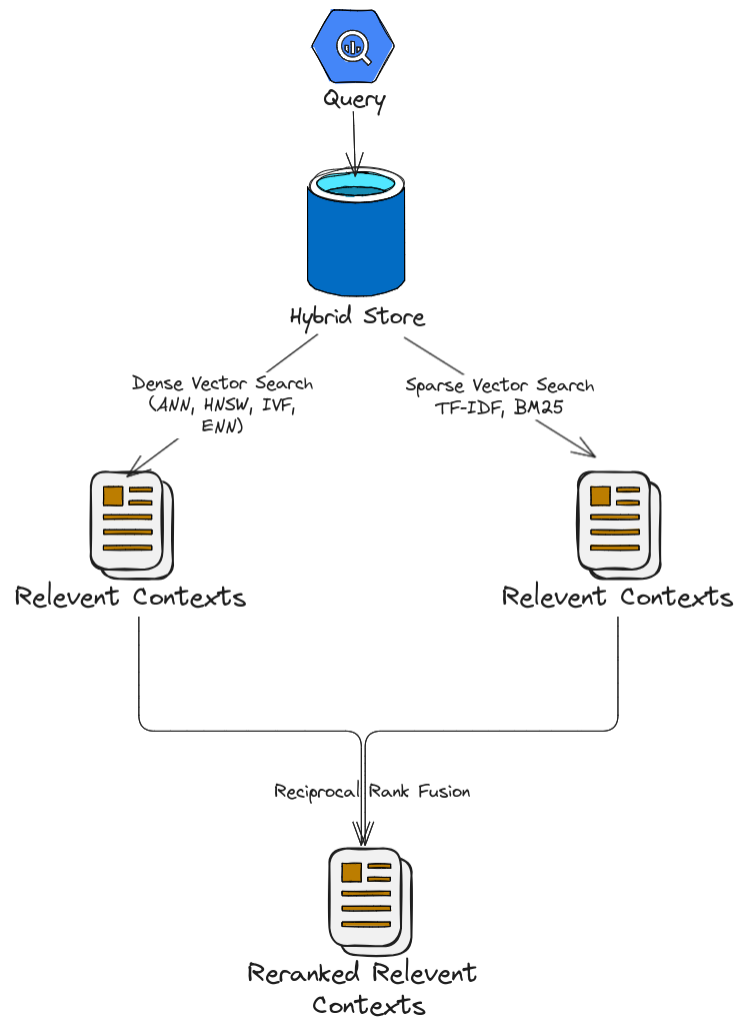 Query
Hybrid Store
Dense Vector Search
(ANN, HNSW, IVF,
ENN)
Sparse Vector Search
TF-IDF, BM25
Relevent Contexts
Relevent Contexts
Reciprocal Rank Fusion
Reranked Relevent
Contexts